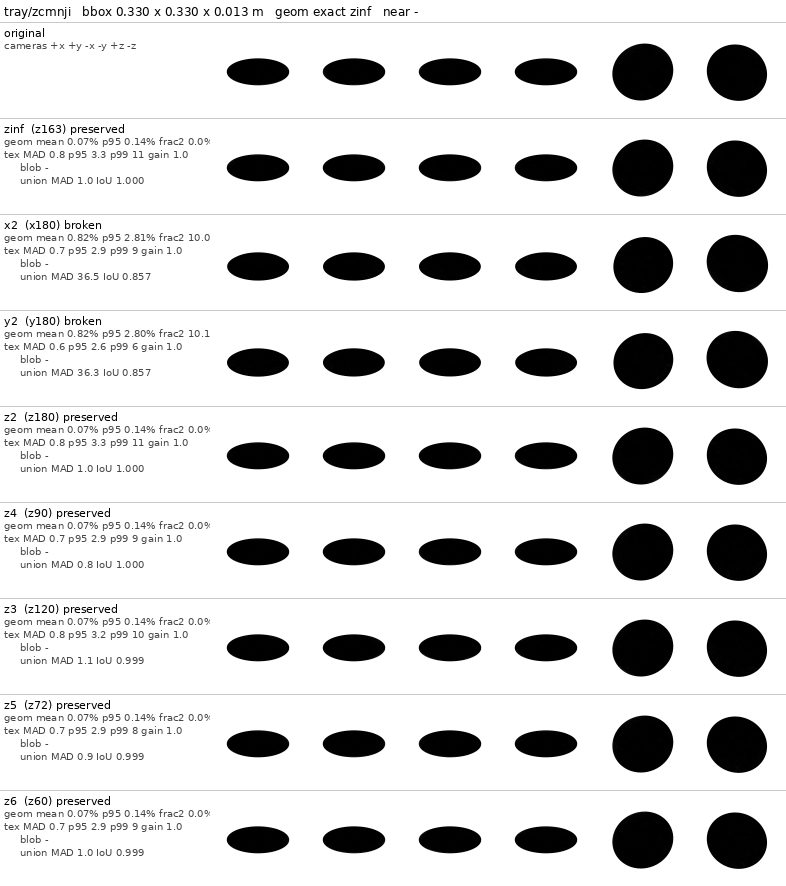 tray/zcmnji bbox 0.330 x 0.330 x 0.013 m geom exact zinf near -
original
cameras +x +y -x -y +z -z
zinf (z163) preserved
geom mean 0.07% p95 0.14% frac2 0.0%
tex MAD 0.8 p95 3.3 p99 11 gain 1.0
blob -
union MAD 1.0 IoU 1.000
x2 (x180) broken
geom mean 0.82% p95 2.81% frac2 10.0
tex MAD 0.7 p95 2.9 p99 9 gain 1.0
blob -
union MAD 36.5 IoU 0.857
y2 (y180) broken
geom mean 0.82% p95 2.80% frac2 10.1
tex MAD 0.6 p95 2.6 p99 6 gain 1.0
blob -
union MAD 36.3 IoU 0.857
z2 (z180) preserved
geom mean 0.07% p95 0.14% frac2 0.0%
tex MAD 0.8 p95 3.3 p99 11 gain 1.0
blob -
union MAD 1.0 IoU 1.000
z4 (z90) preserved
geom mean 0.07% p95 0.14% frac2 0.0%
tex MAD 0.7 p95 2.9 p99 9 gain 1.0
blob -
union MAD 0.8 IoU 1.000
z3 (z120) preserved
geom mean 0.07% p95 0.14% frac2 0.0%
tex MAD 0.8 p95 3.2 p99 10 gain 1.0
blob -
union MAD 1.1 IoU 0.999
z5 (z72) preserved
geom mean 0.07% p95 0.14% frac2 0.0%
tex MAD 0.7 p95 2.9 p99 8 gain 1.0
blob -
union MAD 0.9 IoU 0.999
z6 (z60) preserved
geom mean 0.07% p95 0.14% frac2 0.0%
tex MAD 0.7 p95 2.9 p99 9 gain 1.0
blob -
union MAD 1.0 IoU 0.999